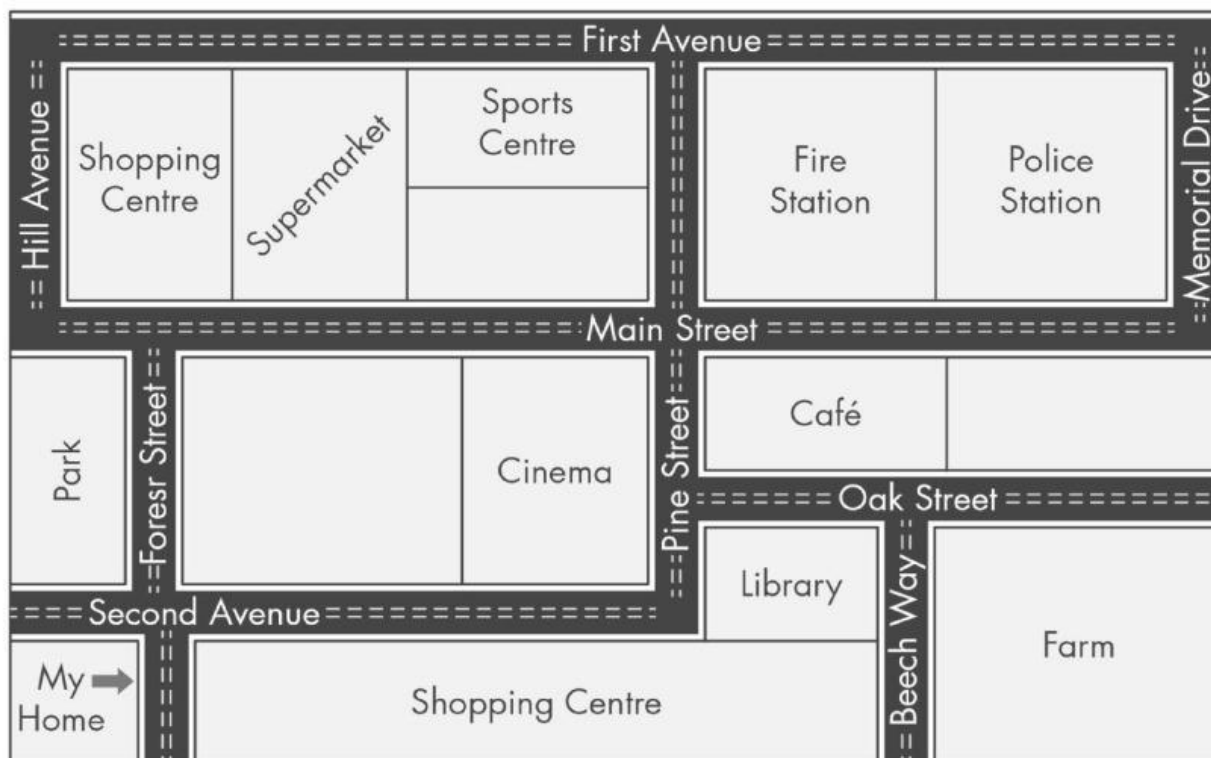 First Avenue
Hill Avenue
Shopping
Centre
Supermarket
Sports
Centre
Fire
Station
Police
Station
Memorial Drive
Main Street
Park
Foresr Street
Cinema
Pine Street
Café
Oak Street
Second Avenue
Library
Beech Way
Farm
My
Home
Shopping Centre